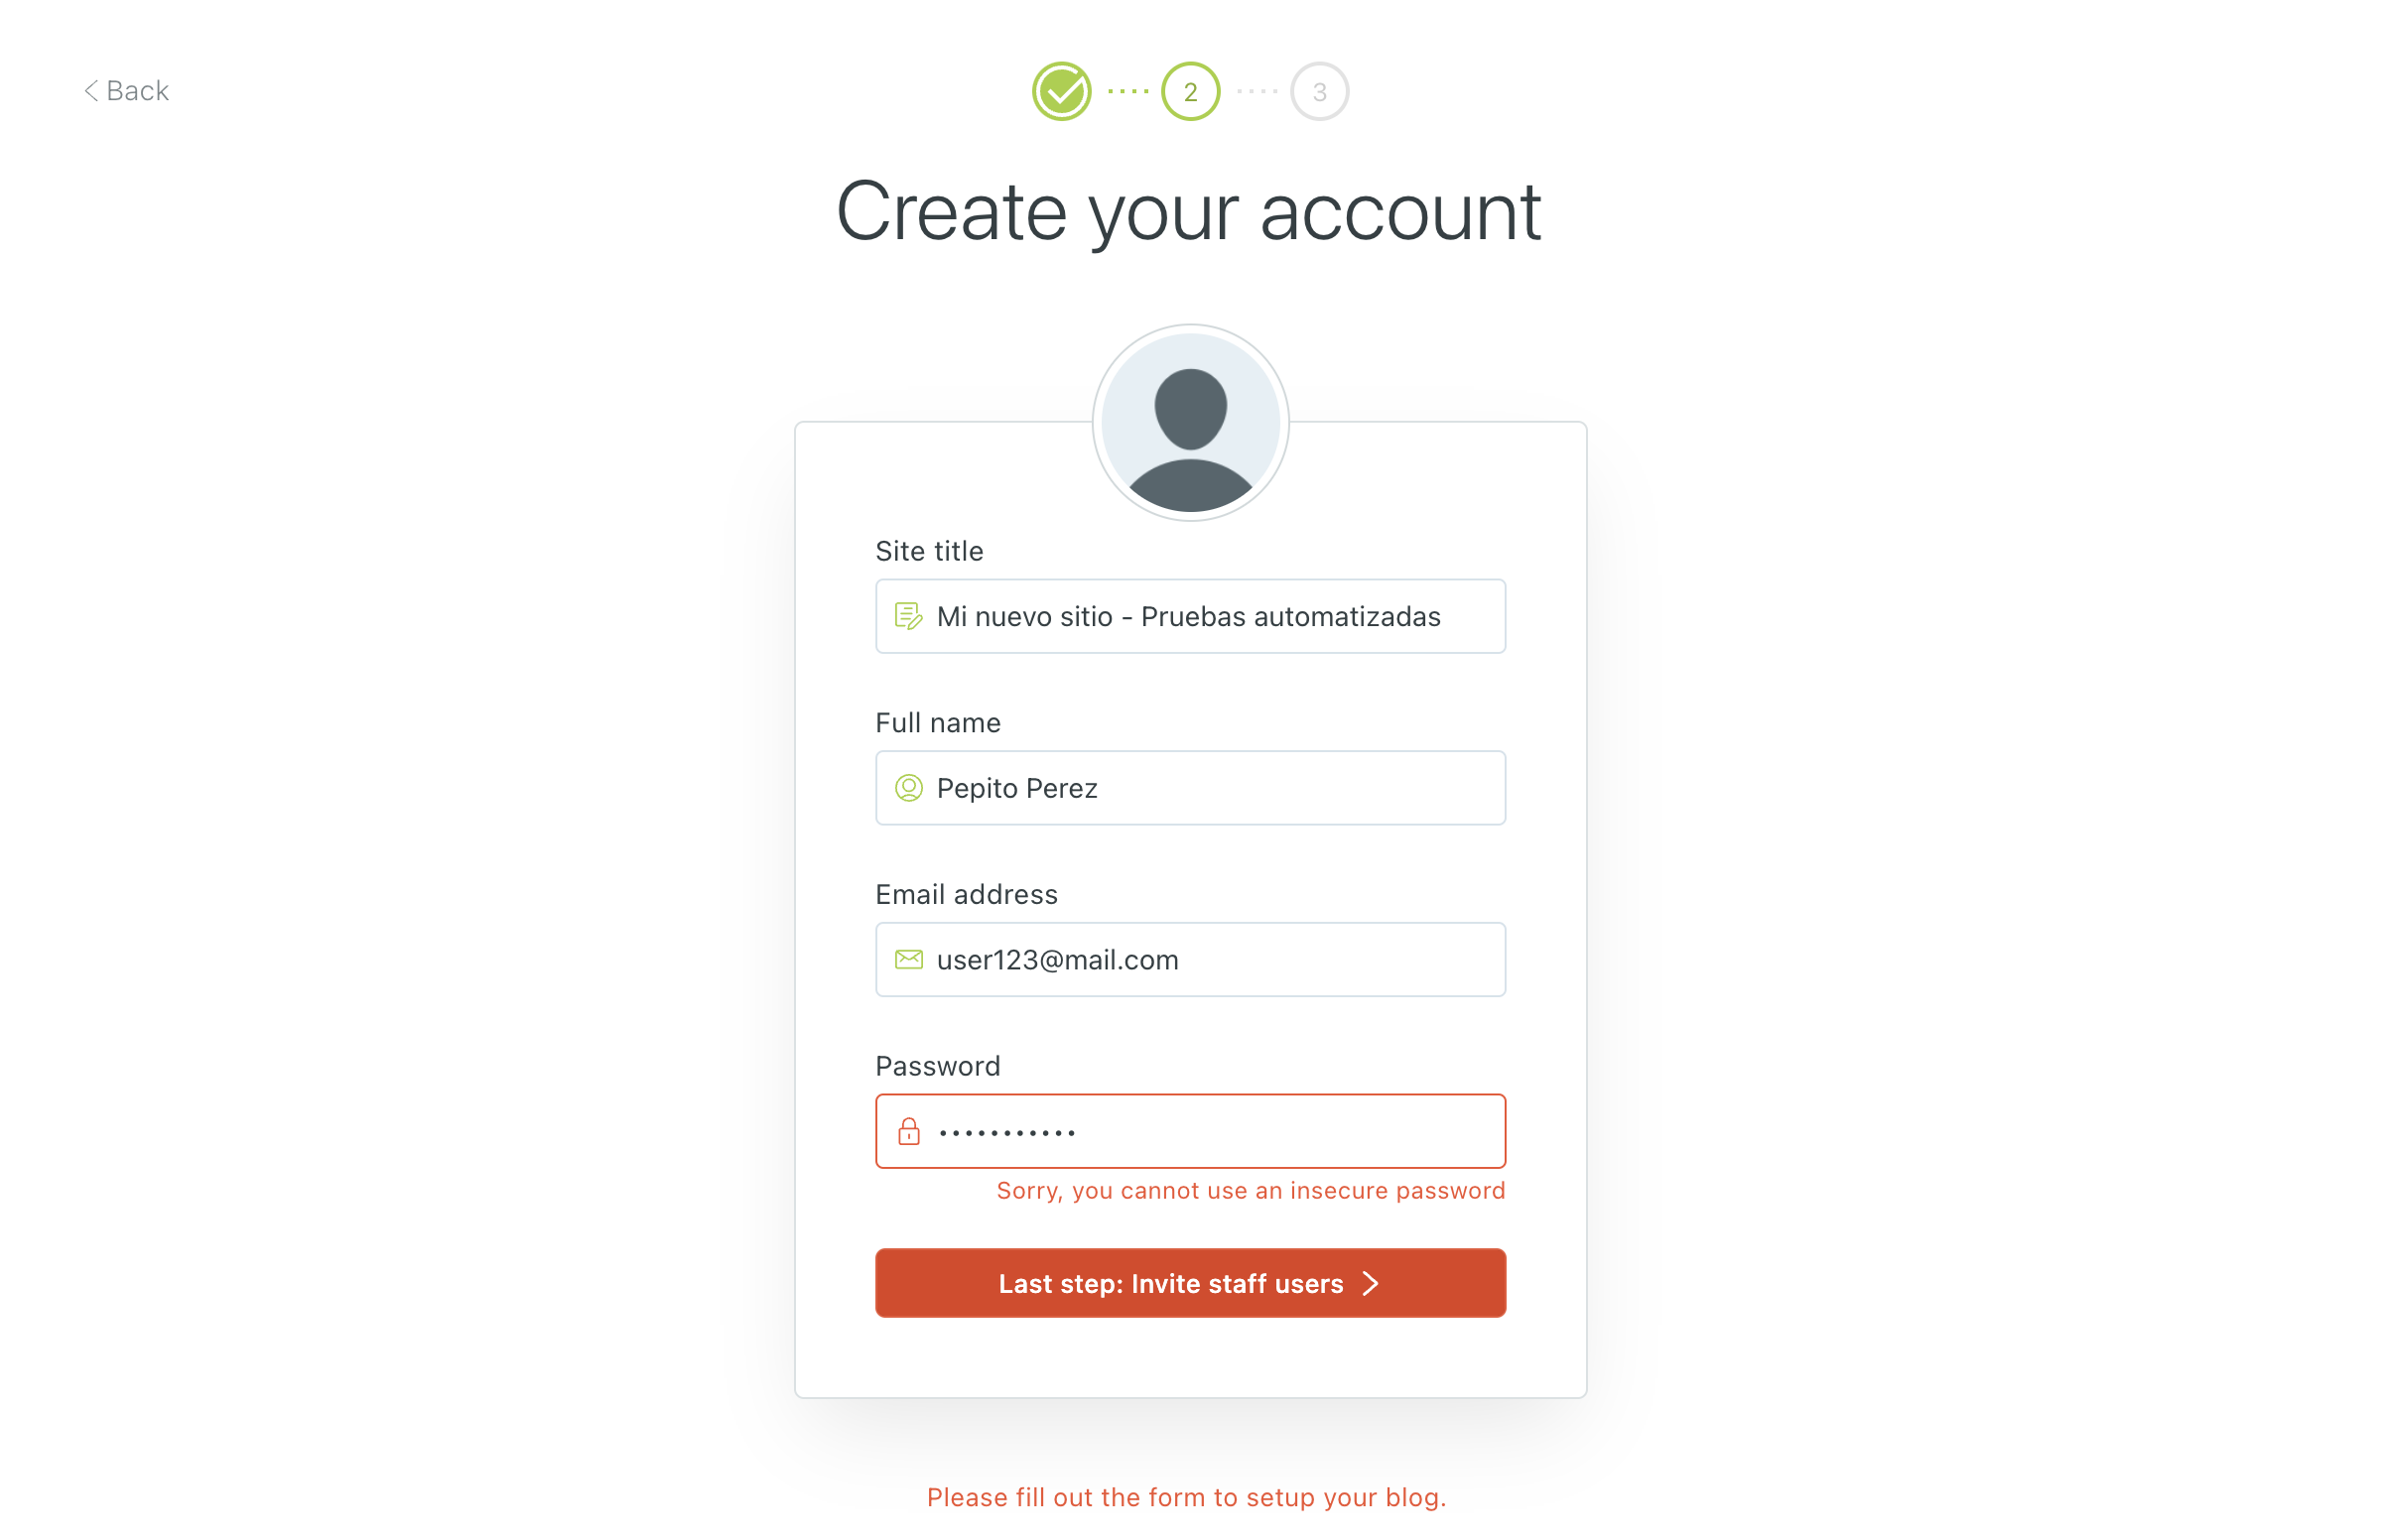 Back
2
3
Create your account
Site title
Mi nuevo sitio - Pruebas automatizadas
Full name
Pepito Perez
Email address
user123@mail.com
Password
•••••••••••
Sorry, you cannot use an insecure password
Last step: Invite staff users
Please fill out the form to setup your blog.